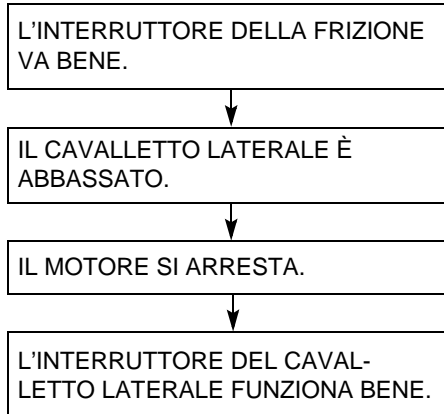 L'INTERRUTTORE DELLA FRIZIONE
VA BENE.
IL CAVALLETTO LATERALE È
ABBASSATO.
IL MOTORE SI ARRESTA.
L'INTERRUTTORE DEL CAVAL-
LETTO LATERALE FUNZIONA BENE.